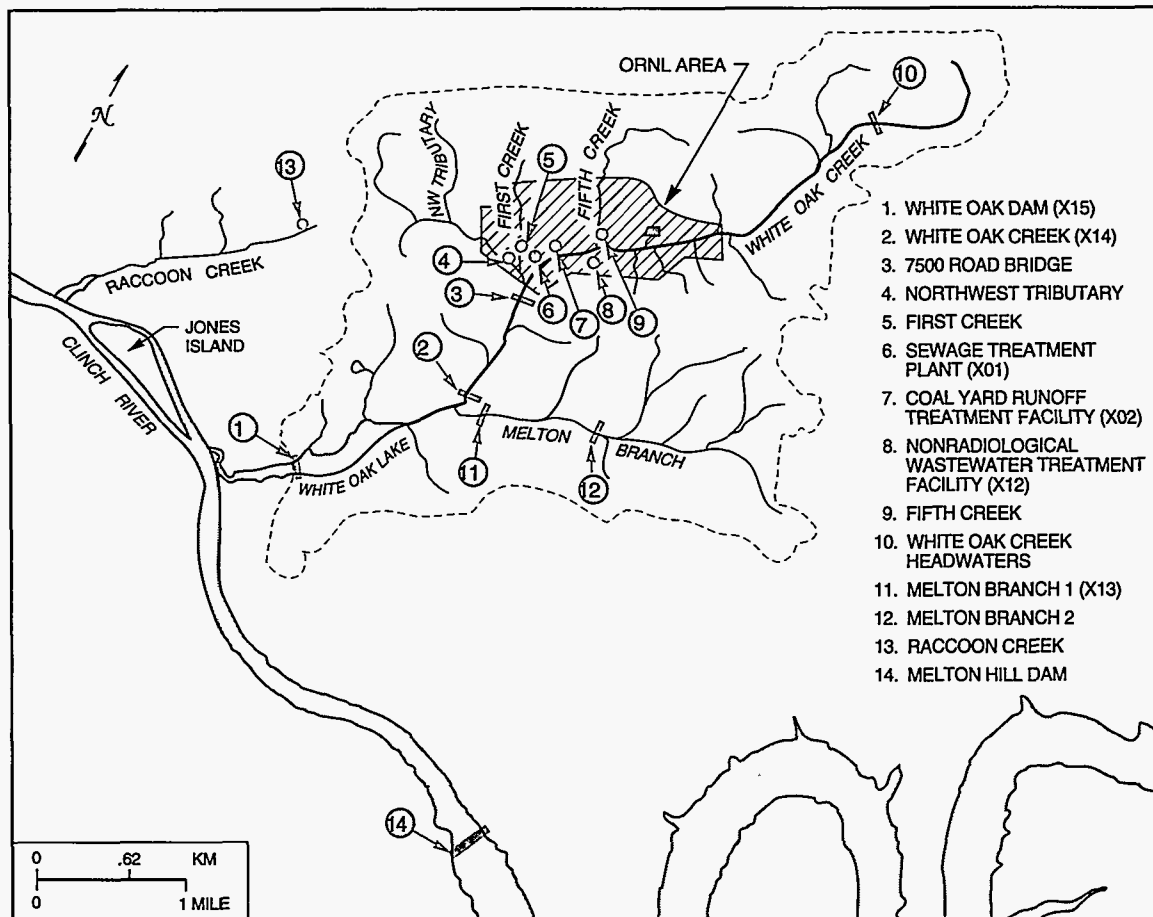 ORNL AREA
10
N
13
NW TRIBUTARY
FIRST CREEK
5
FIFTH CREEK
WHITE OAK CREEK
RACCOON CREEK
4
3
6
7
8
9
JONES
ISLAND
CLINCH RIVER
2
1
WHITE OAK LAKE
MELTON BRANCH
11
12
14
1. WHITE OAK DAM (X15)
2. WHITE OAK CREEK (X14)
3. 7500 ROAD BRIDGE
4. NORTHWEST TRIBUTARY
5. FIRST CREEK
6. SEWAGE TREATMENT
PLANT (X01)
7. COAL YARD RUNOFF
TREATMENT FACILITY (X02)
8. NONRADIOLOGICAL
WASTEWATER TREATMENT
FACILITY (X12)
9. FIFTH CREEK
10. WHITE OAK CREEK
HEADWATERS
11. MELTON BRANCH 1 (X13)
12. MELTON BRANCH 2
13. RACCOON CREEK
14. MELTON HILL DAM
0 .62 KM
0 1 MILE